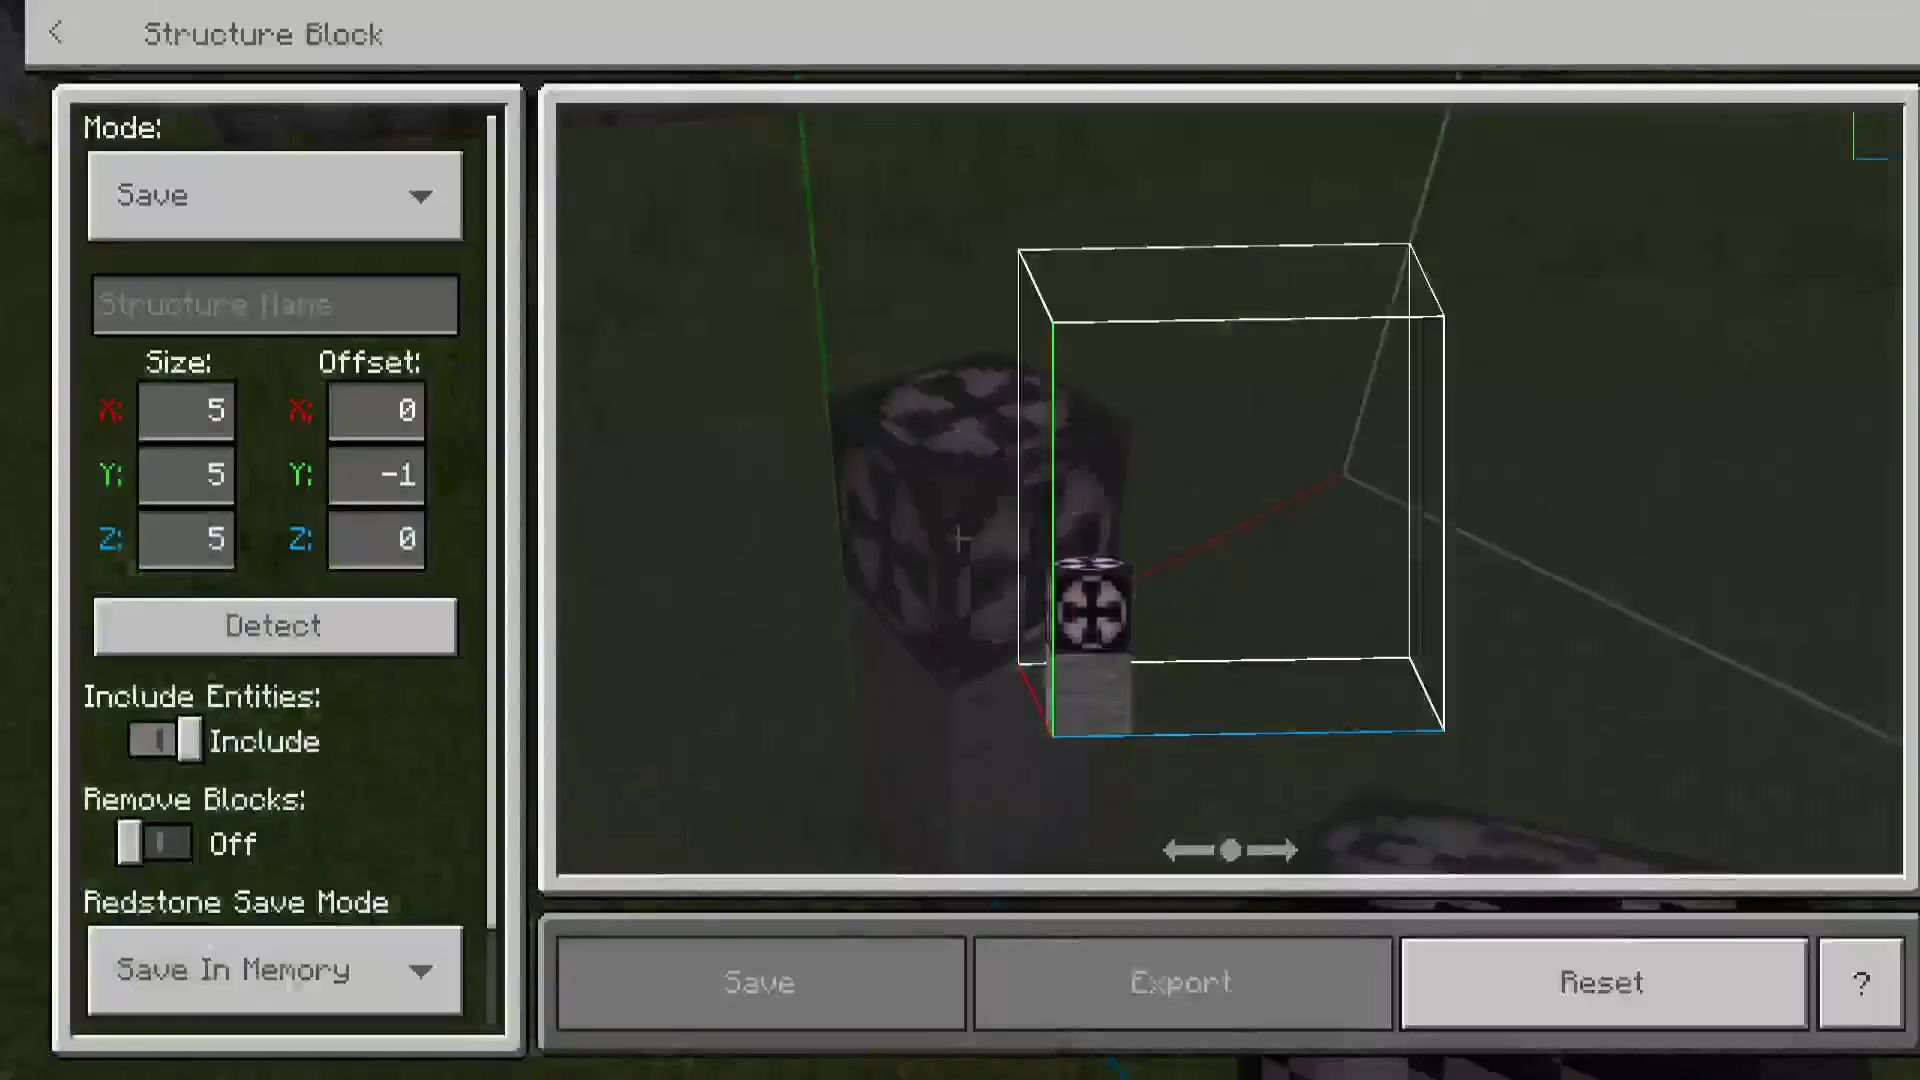 Structure Block
Mode:
Save
Structure Name
Size: Offset:
X: 5 X: 0
Y: 5 Y: -1
Z: 5 Z: 0
Detect
Include Entities:
Include
Remove Blocks:
Off
Redstone Save Mode
Save In Memory
Save Export Reset ?